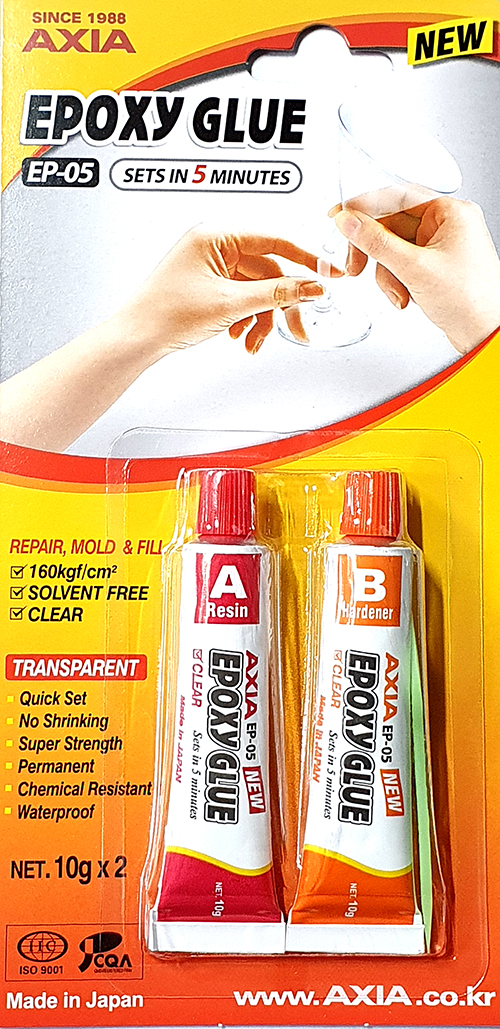 SINCE 1988
AXIA
NEW
EPOXY GLUE
EP-05
SETS IN 5 MINUTES
REPAIR, MOLD & FILL
160kgf/cm²
SOLVENT FREE
CLEAR
TRANSPARENT
Quick Set
No Shrinking
Super Strength
Permanent
Chemical Resistant
Waterproof
NET. 10g x 2
A
Resin
CLEAR
AXIA EP-05 NEW
EPOXY GLUE
Sets in 5 minutes
Made in JAPAN
NET. 10g
B
Hardener
CLEAR
AXIA EP-05 NEW
EPOXY GLUE
Sets in 5 minutes
Made in JAPAN
NET. 10g
IIC
ISO 9001
JCQA
Made in Japan
www.AXIA.co.kr